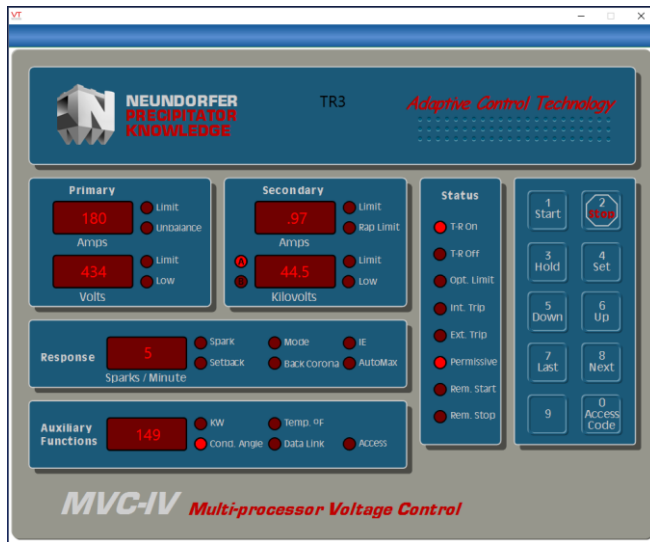 VT
NEUNDORFER
PRECIPITATOR
KNOWLEDGE
TR3
Adaptive Control Technology
Primary
180
Amps
Limit
Unbalance
434
Volts
Limit
Low
Secondary
.97
Amps
Limit
Rap Limit
A
B
44.5
Kilovolts
Limit
Low
Status
T-R On
T-R Off
Opt. Limit
Int. Trip
Ext. Trip
Permissive
Rem. Start
Rem. Stop
1
Start
2
Stop
3
Hold
4
Set
5
Down
6
Up
7
Last
8
Next
9
0
Access
Code
Response
5
Sparks / Minute
Spark
Mode
IE
Setback
Back Corona
AutoMax
Auxiliary
Functions
149
KW
Temp. ºF
Cond. Angle
Data Link
Access
MVC-IV Multi-processor Voltage Control